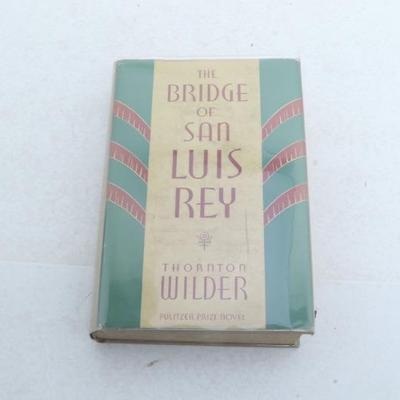 THE
BRIDGE
OF
SAN
LUIS
REY
THORNTON
WILDER
PULITZER PRIZE NOVEL